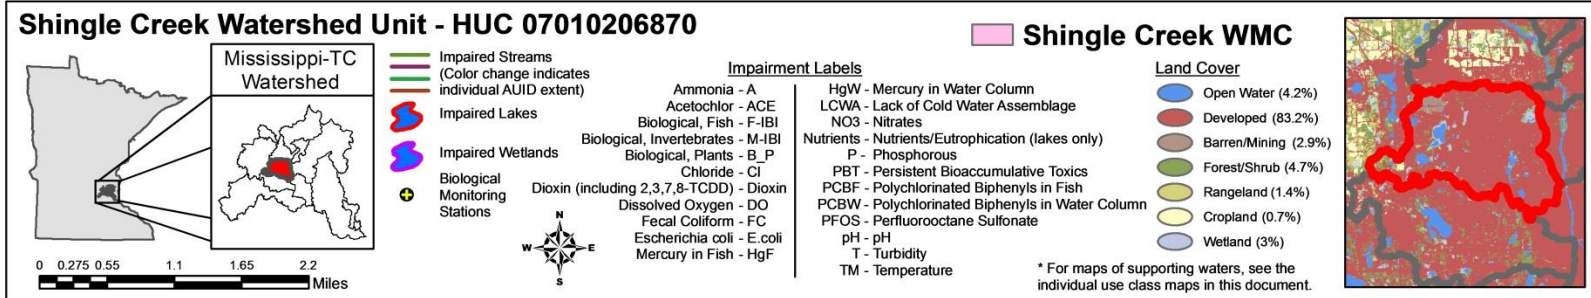 Shingle Creek Watershed Unit - HUC 07010206870
Mississippi-TC
Watershed
0 0.275 0.55 1.1 1.65 2.2
Miles
Impaired Streams
(Color change indicates
individual AUID extent)
Impaired Lakes
Impaired Wetlands
Biological
Monitoring
Stations
N
W E
S
Impairment Labels
Ammonia - A
Acetochlor - ACE
Biological, Fish - F-IBI
Biological, Invertebrates - M-IBI
Biological, Plants - B_P
Chloride - Cl
Dioxin (including 2,3,7,8-TCDD) - Dioxin
Dissolved Oxygen - DO
Fecal Coliform - FC
Escherichia coli - E.coli
Mercury in Fish - HgF
HgW - Mercury in Water Column
LCWA - Lack of Cold Water Assemblage
NO3 - Nitrates
Nutrients - Nutrients/Eutrophication (lakes only)
P - Phosphorous
PBT - Persistent Bioaccumulative Toxics
PCBF - Polychlorinated Biphenyls in Fish
PCBW - Polychlorinated Biphenyls in Water Column
PFOS - Perfluorooctane Sulfonate
pH - pH
T - Turbidity
TM - Temperature
Shingle Creek WMC
Land Cover
Open Water (4.2%)
Developed (83.2%)
Barren/Mining (2.9%)
Forest/Shrub (4.7%)
Rangeland (1.4%)
Cropland (0.7%)
Wetland (3%)
* For maps of supporting waters, see the
individual use class maps in this document.